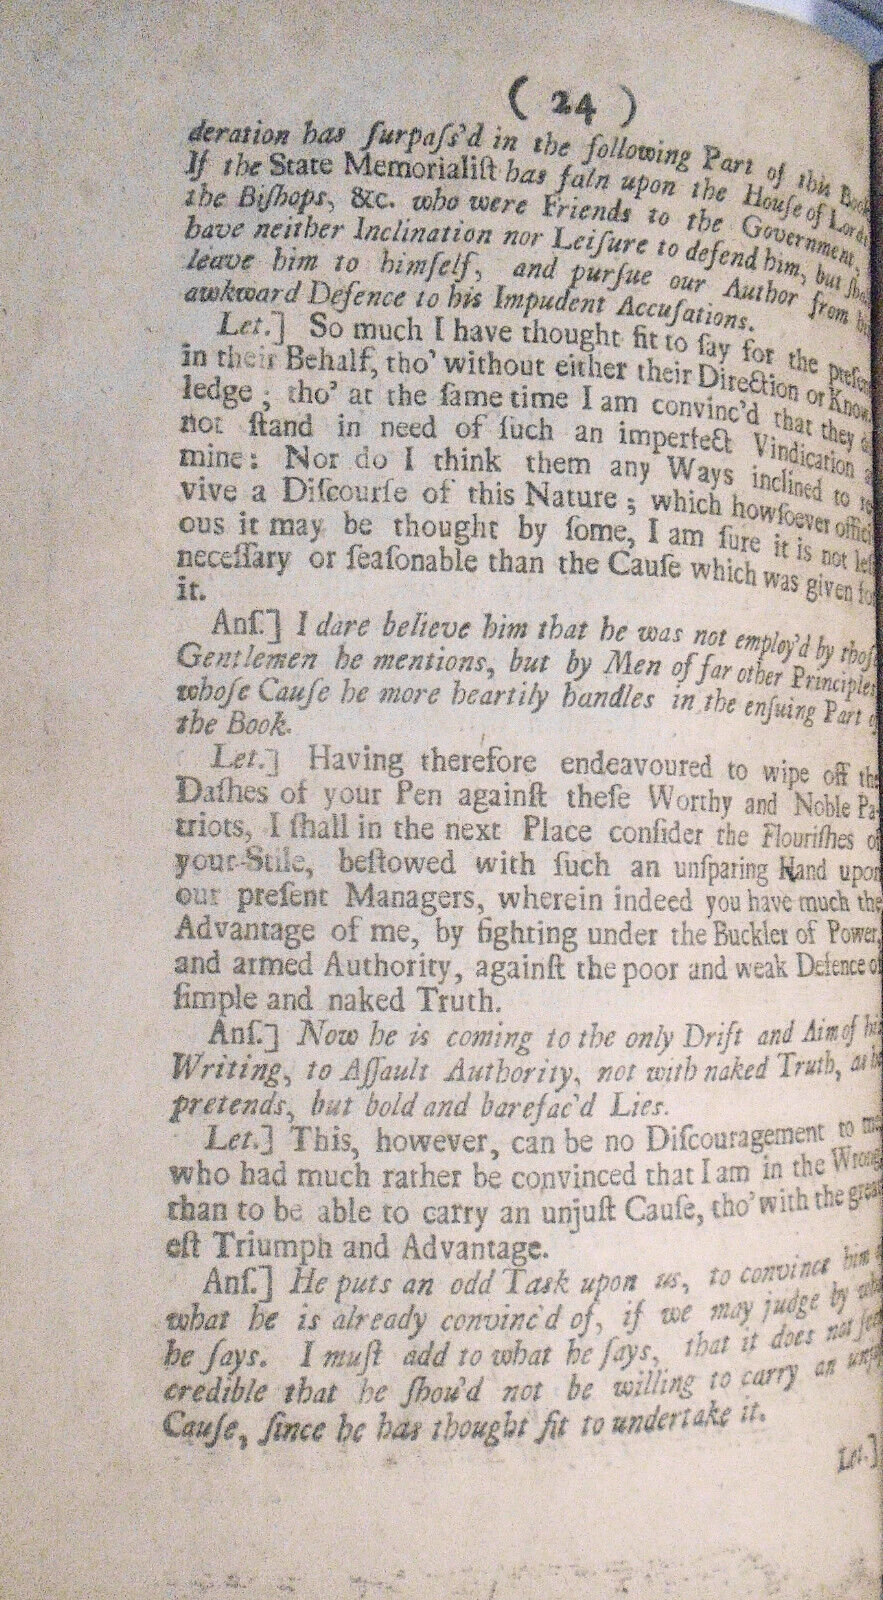 ( 24 )
deration has ſurpaſs'd in the following Part of this Book
If the State Memorialiſt has faln upon the Houſe of Lords
the Biſhops, &c. who were Friends to the Government,
have neither Inclination nor Leiſure to defend him, but ſhal
leave him to himſelf, and purſue our Author from his
awkward Defence to his Impudent Accuſations.
Let.] So much I have thought fit to ſay for the preſent
in their Behalf, tho' without either their Direction or Know
ledge; tho' at the ſame time I am convinc'd that they do
not ſtand in need of ſuch an imperfect Vindication a
mine: Nor do I think them any Ways inclined to re
vive a Diſcourſe of this Nature; which howſoever offici
ous it may be thought by ſome, I am ſure it is not leſs
neceſſary or ſeaſonable than the Cauſe which was given for
it.
Anſ.] I dare believe him that he was not employ'd by thoſe
Gentlemen he mentions, but by Men of far other Principles
whoſe Cauſe he more heartily handles in the enſuing Part of
the Book.
Let.] Having therefore endeavoured to wipe off the
Daſhes of your Pen againſt theſe Worthy and Noble Pa-
triots, I ſhall in the next Place conſider the Flouriſhes of
your Stile, beſtowed with ſuch an unſparing Hand upon
our preſent Managers, wherein indeed you have much the
Advantage of me, by fighting under the Buckler of Power,
and armed Authority, againſt the poor and weak Defence of
ſimple and naked Truth.
Anſ.] Now he is coming to the only Drift and Aim of his
Writing, to Aſſault Authority, not with naked Truth, as he
pretends, but bold and barefac'd Lies.
Let.] This, however, can be no Diſcouragement to me
who had much rather be convinced that I am in the Wrong
than to be able to carry an unjuſt Cauſe, tho' with the great
eſt Triumph and Advantage.
Anſ.] He puts an odd Task upon us, to convince him of
what he is already convinc'd of, if we may judge by what
he ſays. I muſt add to what he ſays, that it does not ſeem
credible that he ſhou'd not be willing to carry an unjuſt
Cauſe, ſince he has thought fit to undertake it.
Let.]